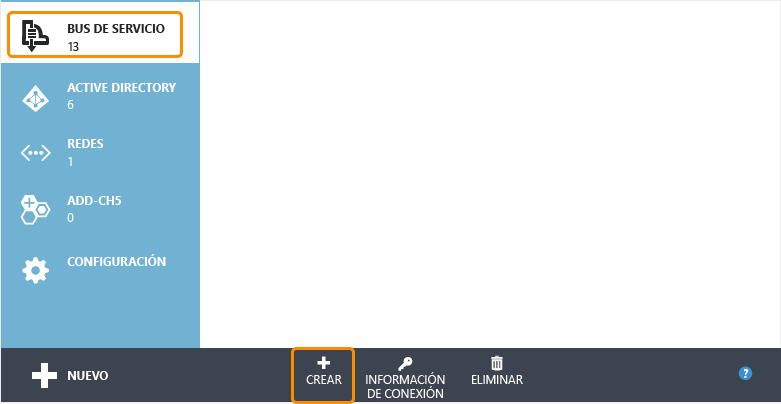 BUS DE SERVICIO
13
ACTIVE DIRECTORY
6
REDES
1
ADD-CH5
0
CONFIGURACIÓN
NUEVO
CREAR
INFORMACIÓN
DE CONEXIÓN
ELIMINAR
?